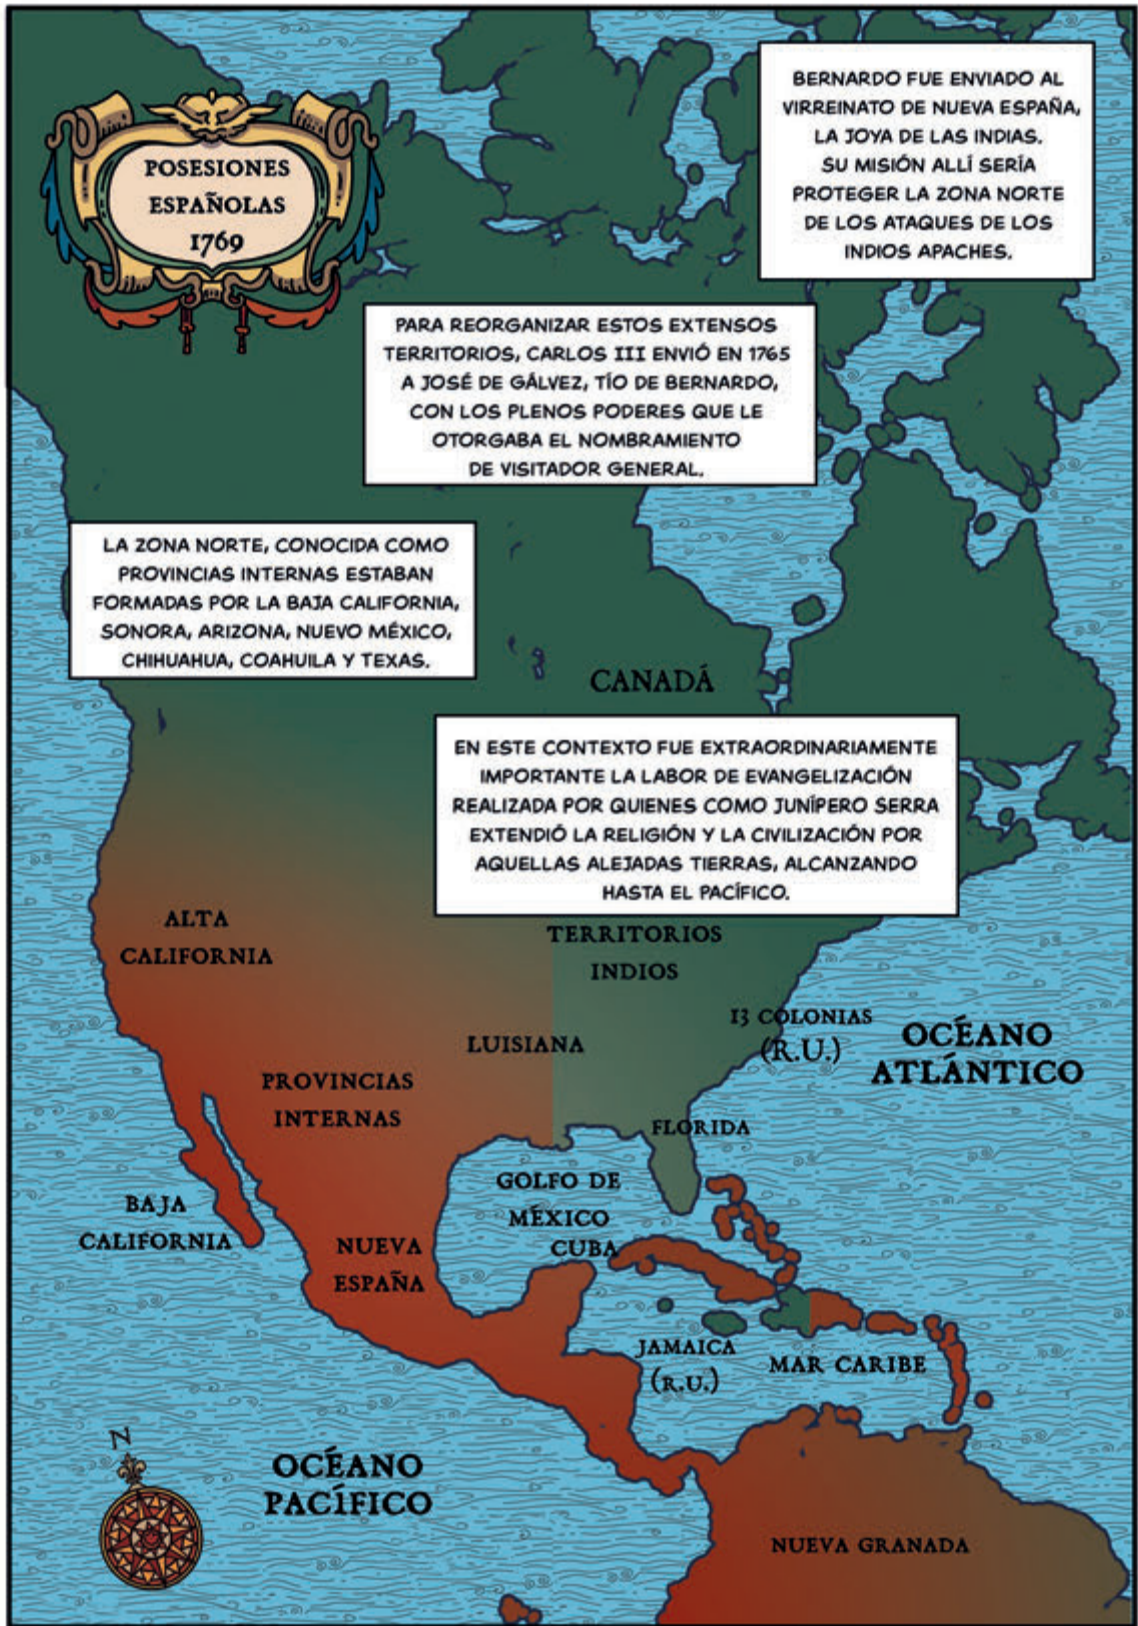 POSESIONES
ESPAÑOLAS
1769
BERNARDO FUE ENVIADO AL
VIRREINATO DE NUEVA ESPAÑA,
LA JOYA DE LAS INDIAS.
SU MISIÓN ALLÍ SERÍA
PROTEGER LA ZONA NORTE
DE LOS ATAQUES DE LOS
INDIOS APACHES.
PARA REORGANIZAR ESTOS EXTENSOS
TERRITORIOS, CARLOS III ENVIÓ EN 1765
A JOSÉ DE GÁLVEZ, TÍO DE BERNARDO,
CON LOS PLENOS PODERES QUE LE
OTORGABA EL NOMBRAMIENTO
DE VISITADOR GENERAL.
LA ZONA NORTE, CONOCIDA COMO
PROVINCIAS INTERNAS ESTABAN
FORMADAS POR LA BAJA CALIFORNIA,
SONORA, ARIZONA, NUEVO MÉXICO,
CHIHUAHUA, COAHUILA Y TEXAS.
CANADÁ
EN ESTE CONTEXTO FUE EXTRAORDINARIAMENTE
IMPORTANTE LA LABOR DE EVANGELIZACIÓN
REALIZADA POR QUIENES COMO JUNÍPERO SERRA
EXTENDIÓ LA RELIGIÓN Y LA CIVILIZACIÓN POR
AQUELLAS ALEJADAS TIERRAS, ALCANZANDO
HASTA EL PACÍFICO.
ALTA
CALIFORNIA
TERRITORIOS
INDIOS
LUISIANA
13 COLONIAS
(R.U.)
OCÉANO
ATLÁNTICO
PROVINCIAS
INTERNAS
FLORIDA
BAJA
CALIFORNIA
GOLFO DE
MÉXICO
CUBA
NUEVA
ESPAÑA
JAMAICA
(R.U.)
MAR CARIBE
N
OCÉANO
PACÍFICO
NUEVA GRANADA